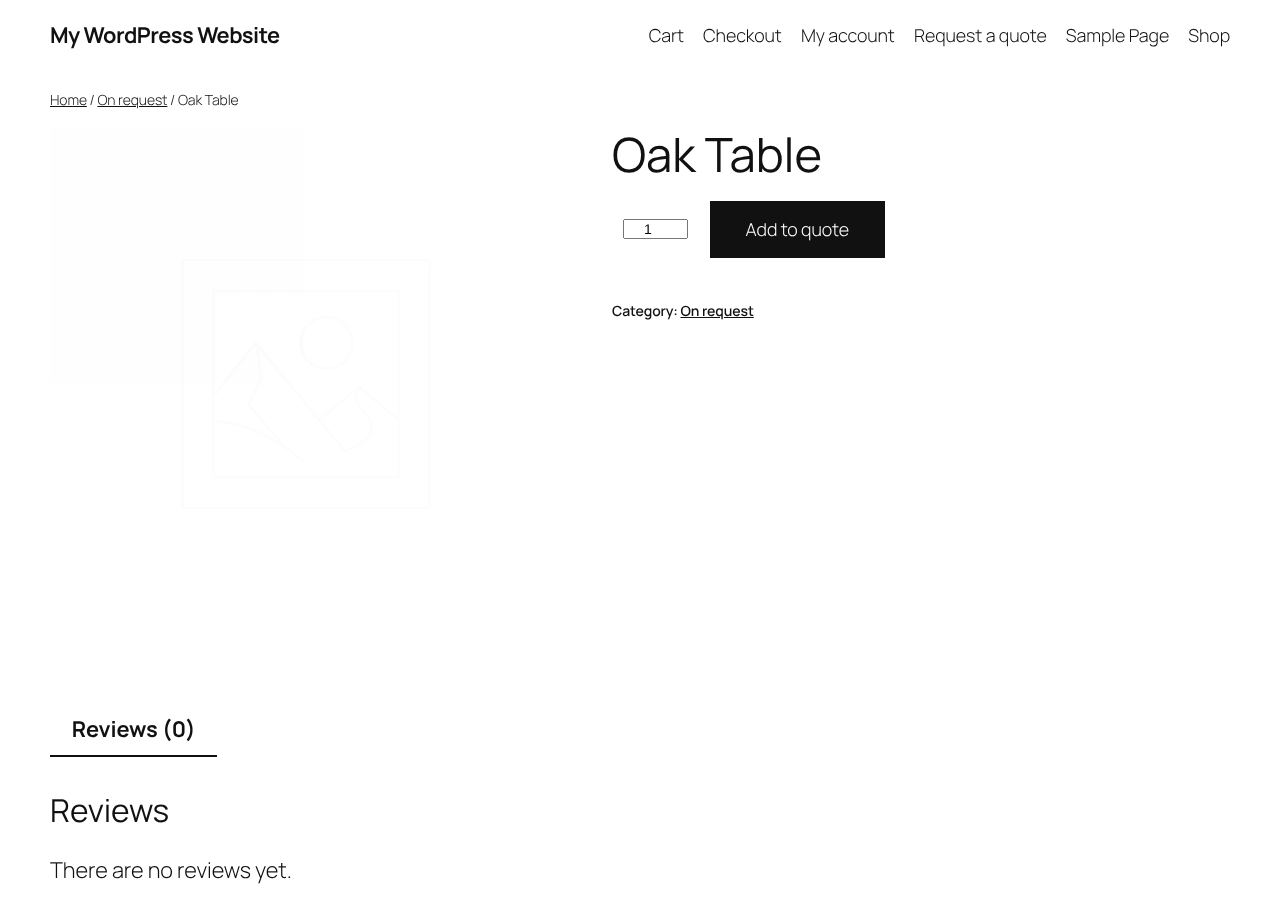 My WordPress Website
Cart Checkout My account Request a quote Sample Page Shop
Home / On request / Oak Table
Oak Table
1
Add to quote
Category: On request
Reviews (0)
Reviews
There are no reviews yet.